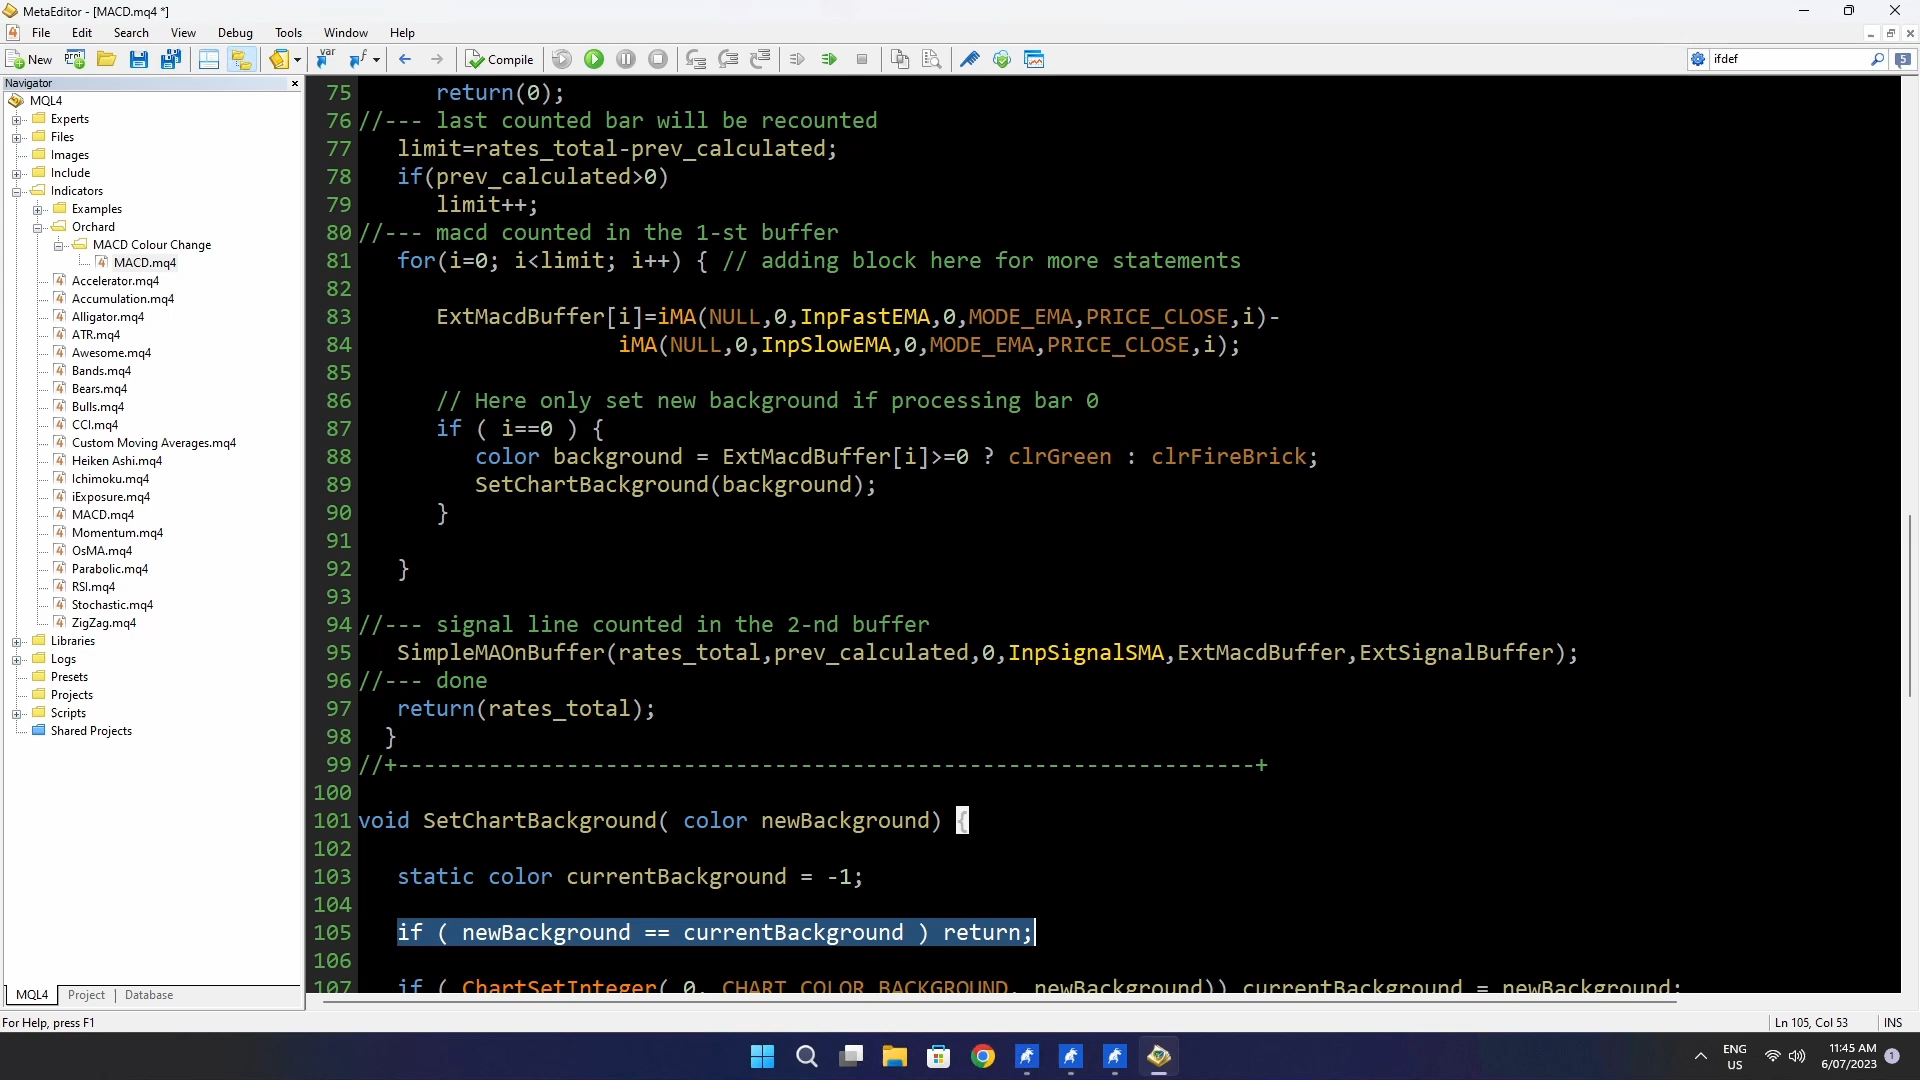 MetaEditor - [MACD.mq4 *]
File Edit Search View Debug Tools Window Help
New var Compile ifdef 5
Navigator
MQL4
Experts
Files
Images
Include
Indicators
Examples
Orchard
MACD Colour Change
MACD.mq4
Accelerator.mq4
Accumulation.mq4
Alligator.mq4
ATR.mq4
Awesome.mq4
Bands.mq4
Bears.mq4
Bulls.mq4
CCI.mq4
Custom Moving Averages.mq4
Heiken Ashi.mq4
Ichimoku.mq4
iExposure.mq4
MACD.mq4
Momentum.mq4
OsMA.mq4
Parabolic.mq4
RSI.mq4
Stochastic.mq4
ZigZag.mq4
Libraries
Logs
Presets
Projects
Scripts
Shared Projects
MQL4 Project Database
75       return(0);
76 //--- last counted bar will be recounted
77    limit=rates_total-prev_calculated;
78    if(prev_calculated>0)
79       limit++;
80 //--- macd counted in the 1-st buffer
81    for(i=0; i<limit; i++) { // adding block here for more statements
82
83       ExtMacdBuffer[i]=iMA(NULL,0,InpFastEMA,0,MODE_EMA,PRICE_CLOSE,i)-
84                     iMA(NULL,0,InpSlowEMA,0,MODE_EMA,PRICE_CLOSE,i);
85
86       // Here only set new background if processing bar 0
87       if ( i==0 ) {
88          color background = ExtMacdBuffer[i]>=0 ? clrGreen : clrFireBrick;
89          SetChartBackground(background);
90       }
91
92    }
93
94 //--- signal line counted in the 2-nd buffer
95    SimpleMAOnBuffer(rates_total,prev_calculated,0,InpSignalSMA,ExtMacdBuffer,ExtSignalBuffer);
96 //--- done
97    return(rates_total);
98   }
99 //+------------------------------------------------------------------+
100
101 void SetChartBackground( color newBackground) {
102
103    static color currentBackground = -1;
104
105    if ( newBackground == currentBackground ) return;
106
107    if ( ChartSetInteger( 0, CHART_COLOR_BACKGROUND, newBackground)) currentBackground = newBackground;
For Help, press F1
Ln 105, Col 53 INS
ENG
US
11:45 AM
6/07/2023
1